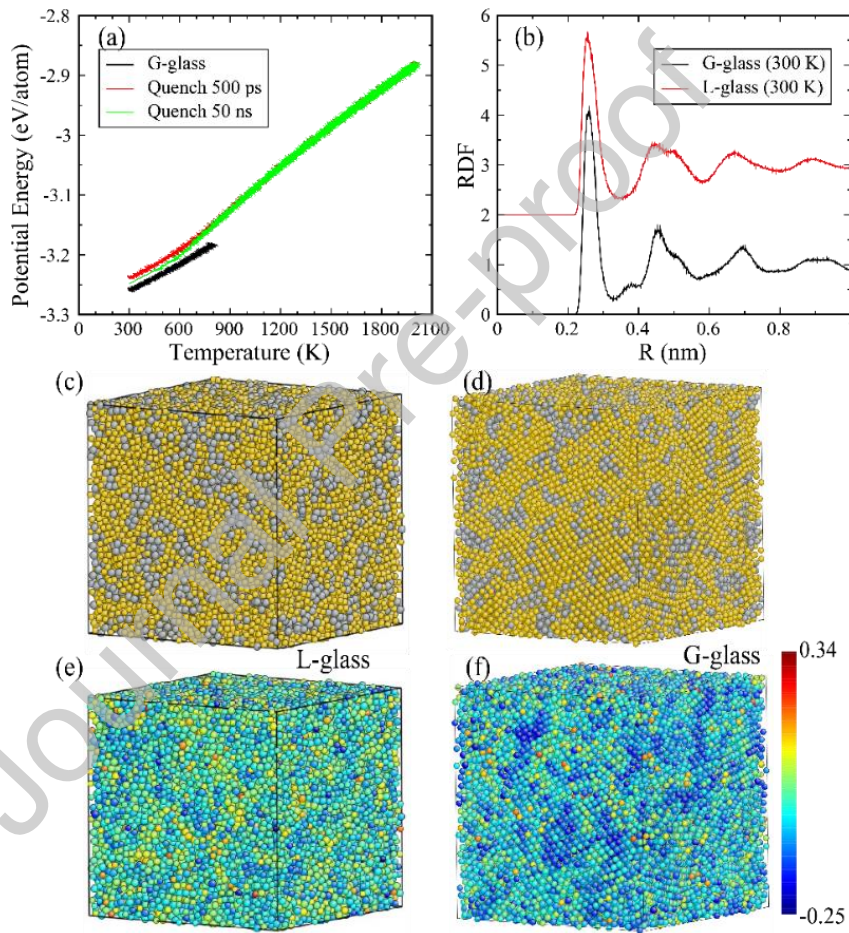 (a)
G-glass
Quench 500 ps
Quench 50 ns
Potential Energy (eV/atom)
-2.8
-2.9
-3
-3.1
-3.2
-3.3
0 300 600 900 1200 1500 1800 2100
Temperature (K)
(b)
G-glass (300 K)
L-glass (300 K)
RDF
6
5
4
3
2
1
0
0 0.2 0.4 0.6 0.8
R (nm)
(c)
(d)
L-glass
G-glass
(e)
(f)
0.34
-0.25
Journal Pre-proof